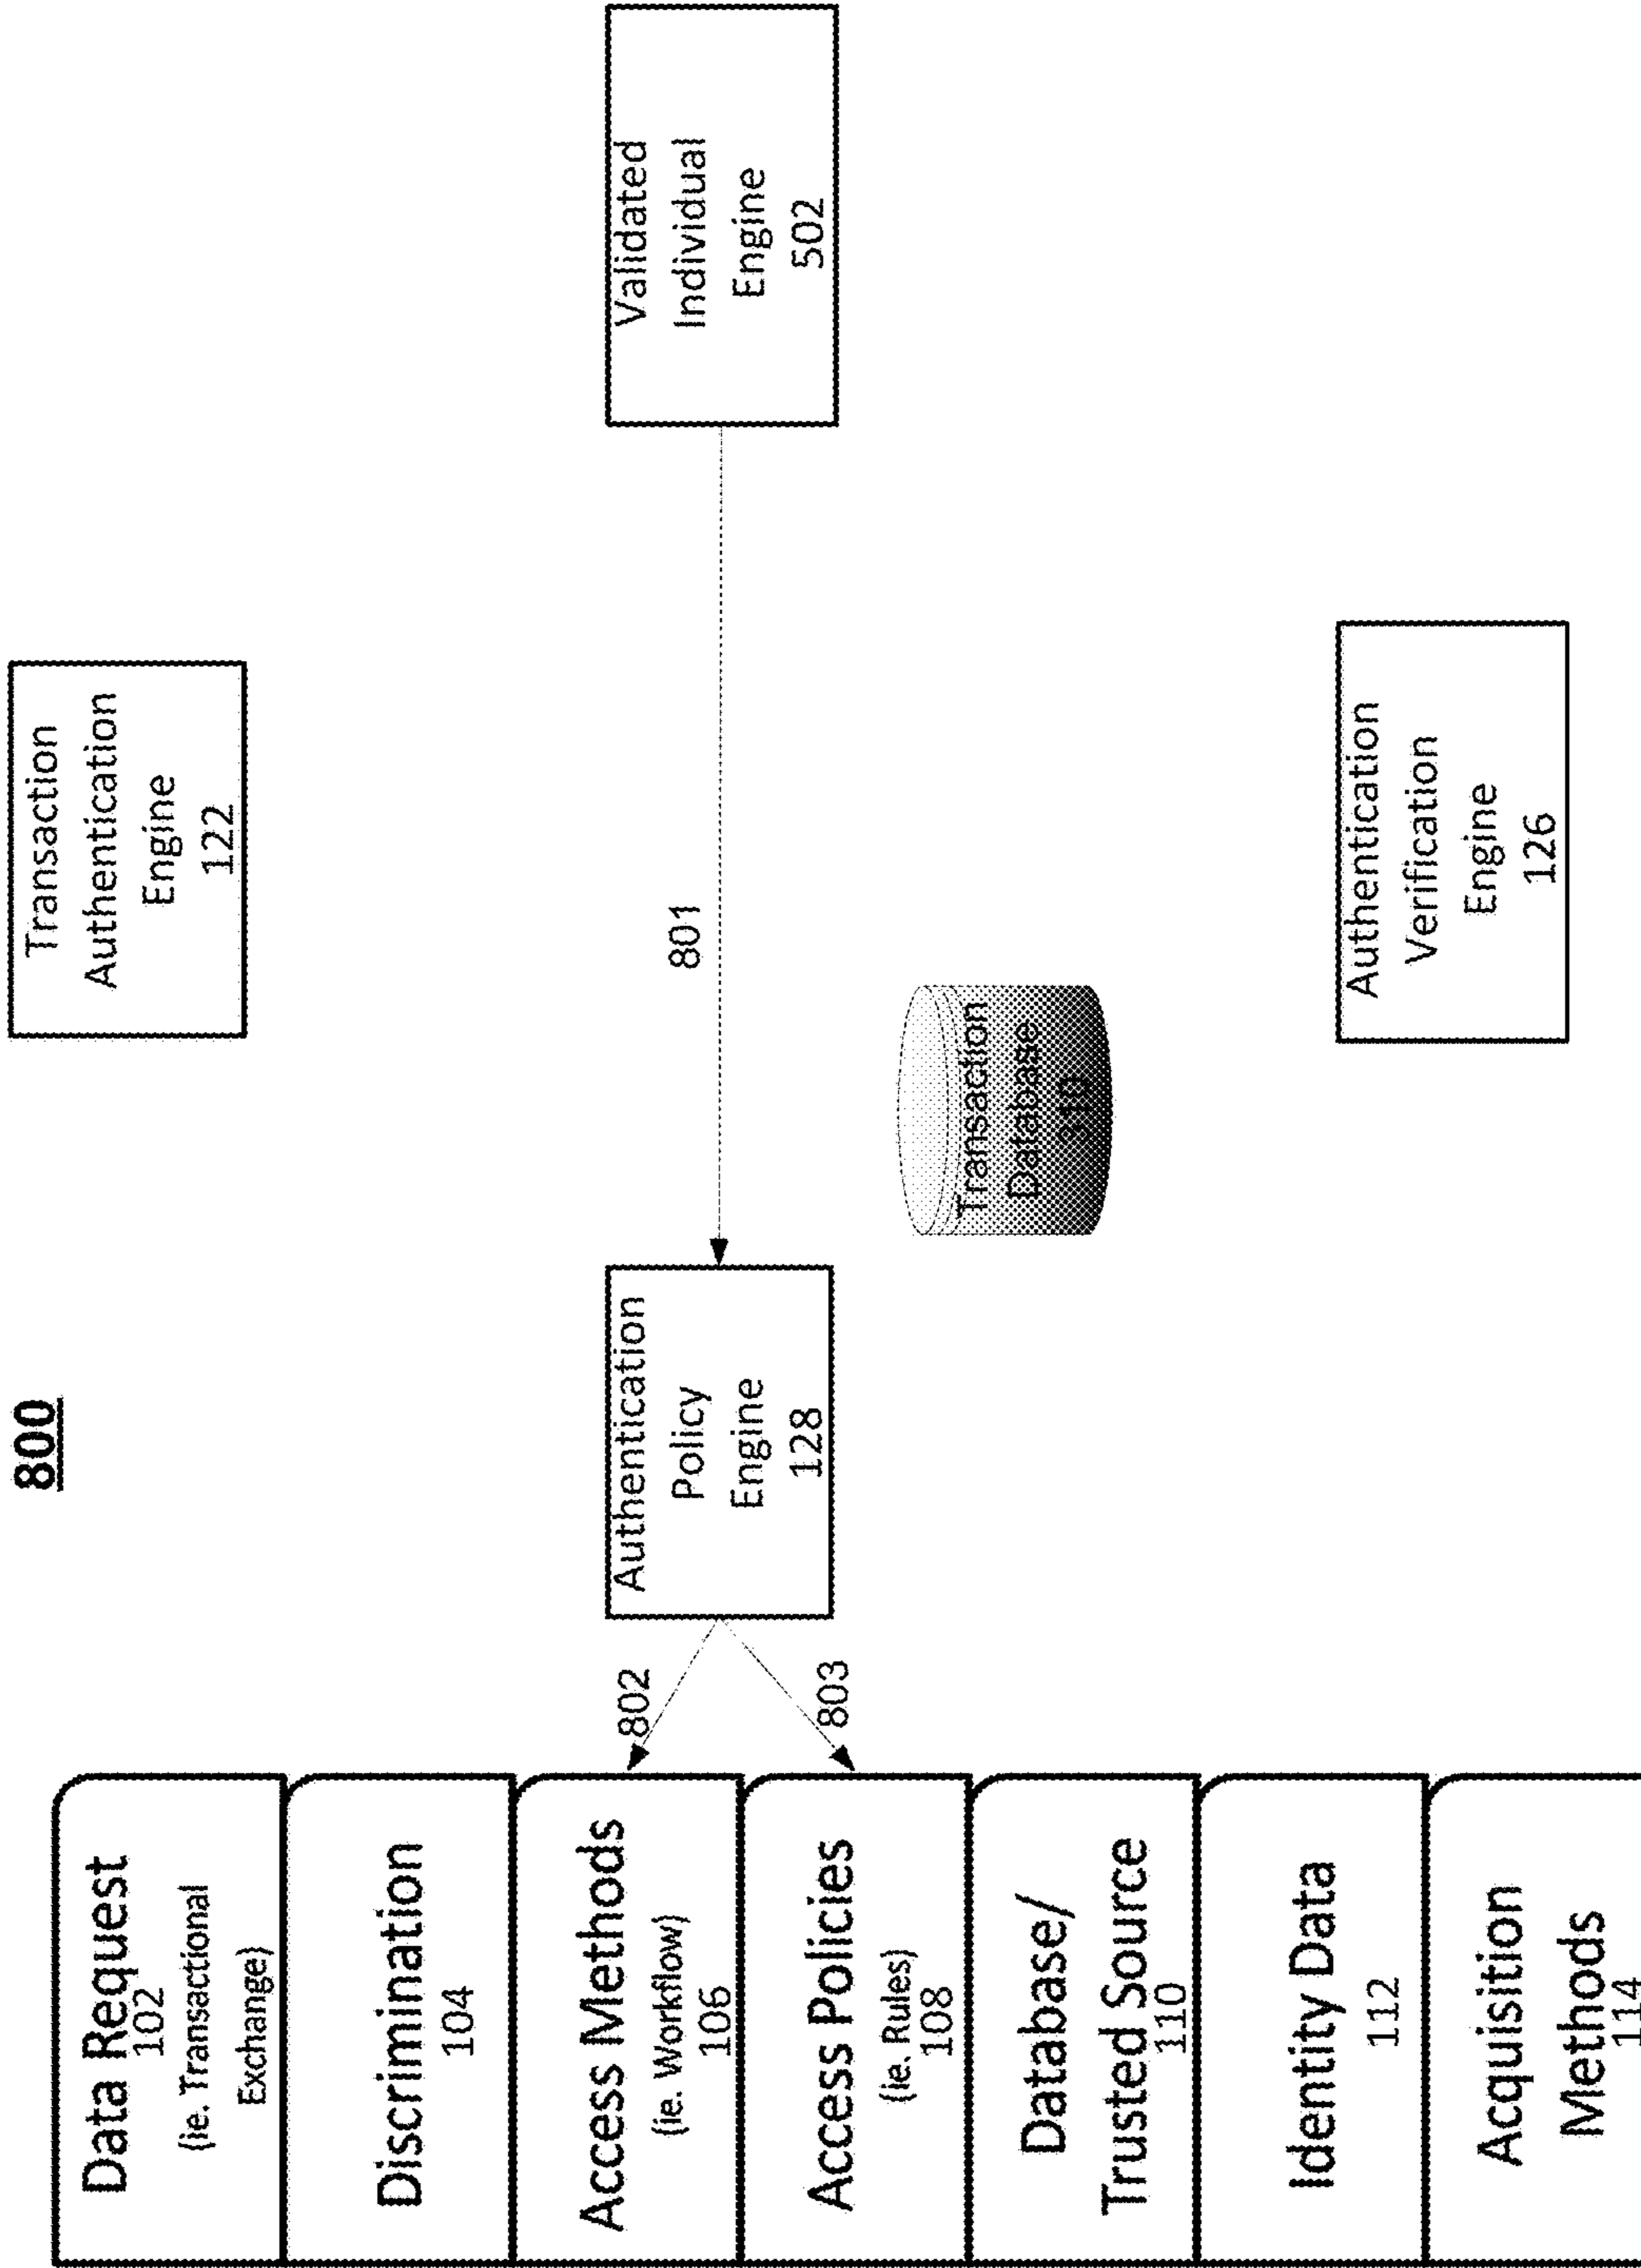 800
Data Request
102
(ie. Transactional
Exchange)
Discrimination
104
Access Methods
(ie. Workflow)
106
Access Policies
(ie. Rules)
108
Database/
Trusted Source
110
Identity Data
112
Acquisition
Methods
114
802
803
Authentication
Policy
Engine
128
801
Transaction
Database
310
Transaction
Authentication
Engine
122
Authentication
Verification
Engine
126
Validated
Individual
Engine
502